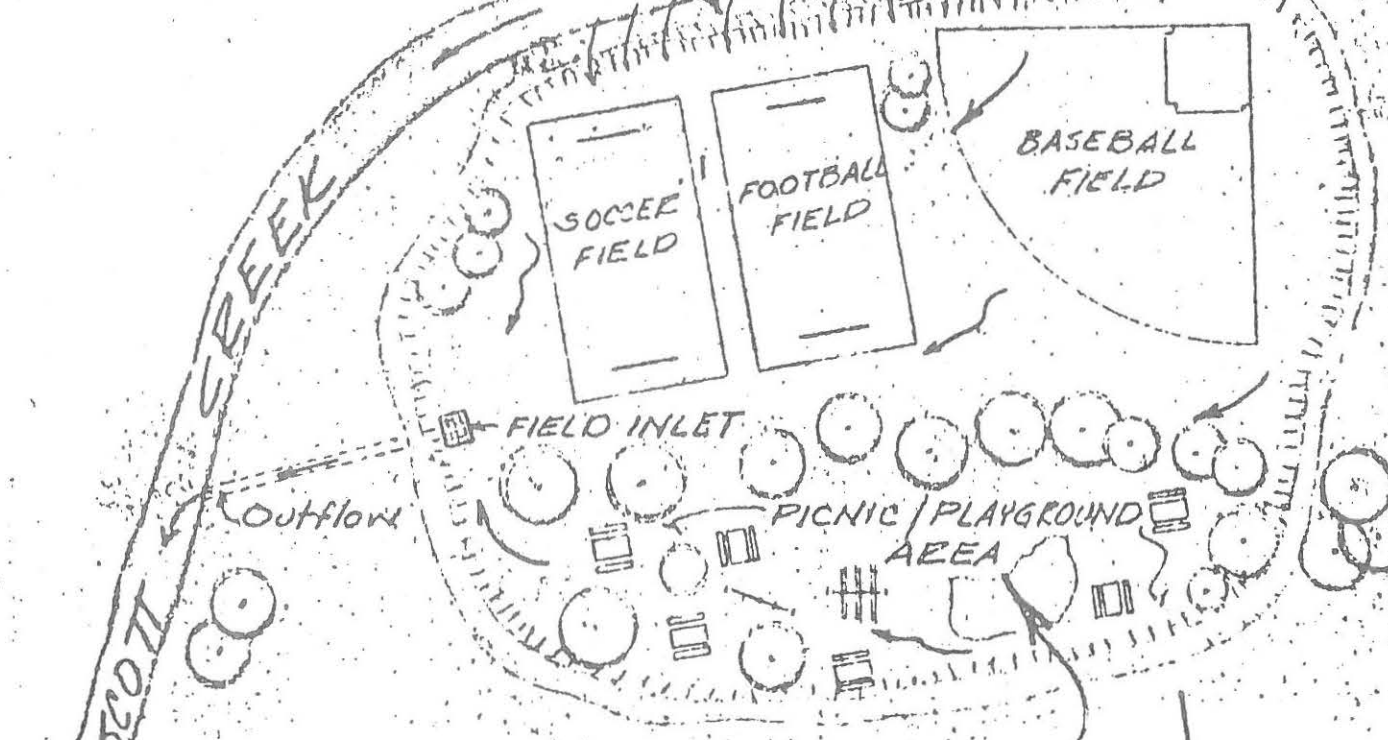 SCOTT CREEK
SOCCER
FIELD
FOOTBALL
FIELD
BASEBALL
FIELD
FIELD INLET
Outflow
PICNIC / PLAYGROUND
AREA